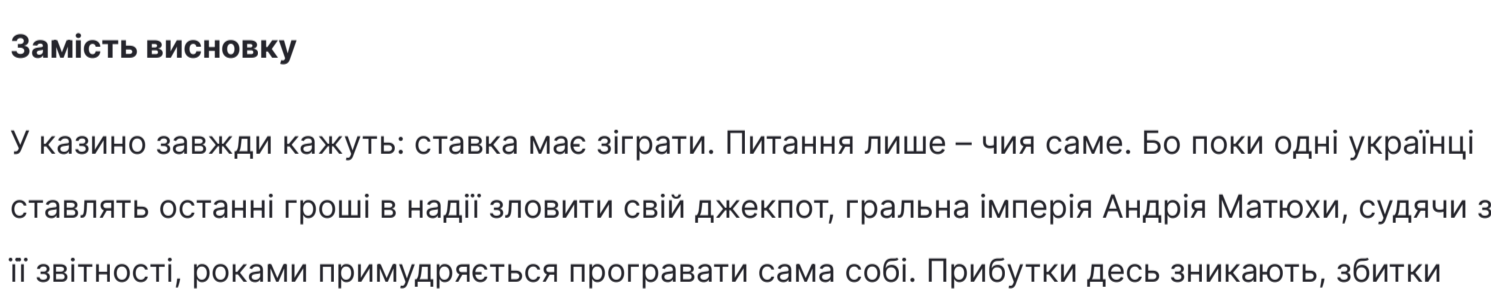 Замість висновку
У казино завжди кажуть: ставка має зіграти. Питання лише – чия саме. Бо поки одні українці
ставлять останні гроші в надії зловити свій джекпот, гральна імперія Андрія Матюхи, судячи з
її звітності, роками примудряється програвати сама собі. Прибутки десь зникають, збитки